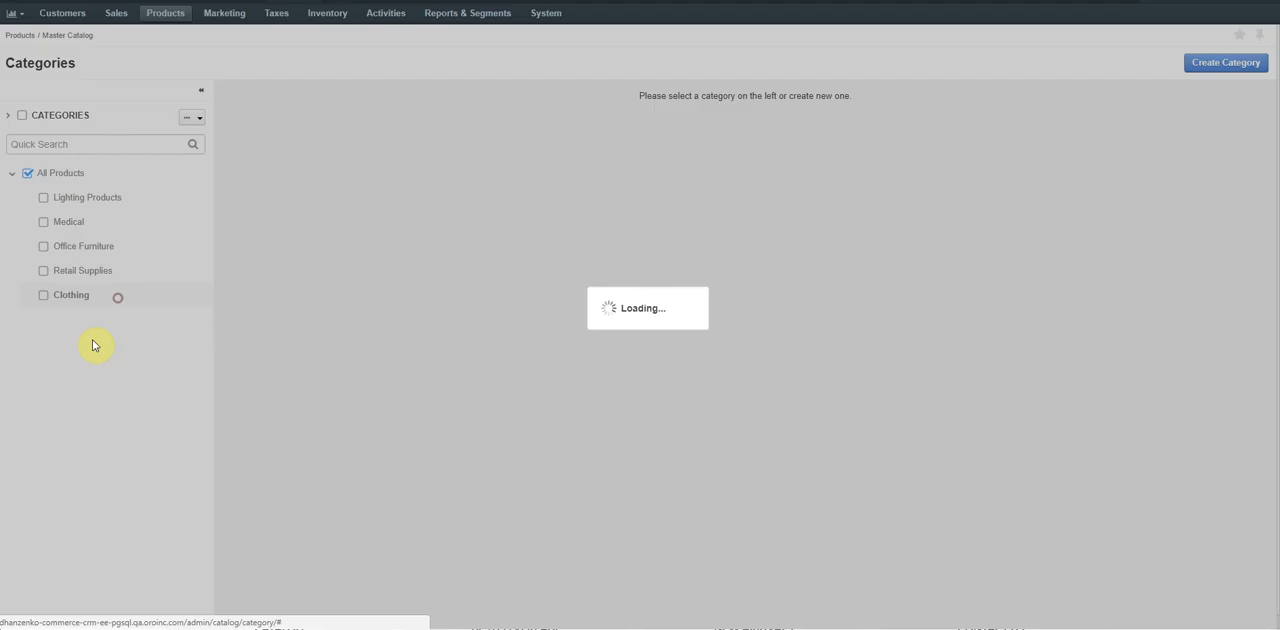 Customers Sales Products Marketing Taxes Inventory Activities Reports & Segments System
Products / Master Catalog
Categories
Create Category
Please select a category on the left or create new one.
CATEGORIES
Quick Search
All Products
Lighting Products
Medical
Office Furniture
Retail Supplies
Clothing
Loading...
dhanzenko-commerce-crm-ee-pgsql.qa.oroinc.com/admin/catalog/category/#